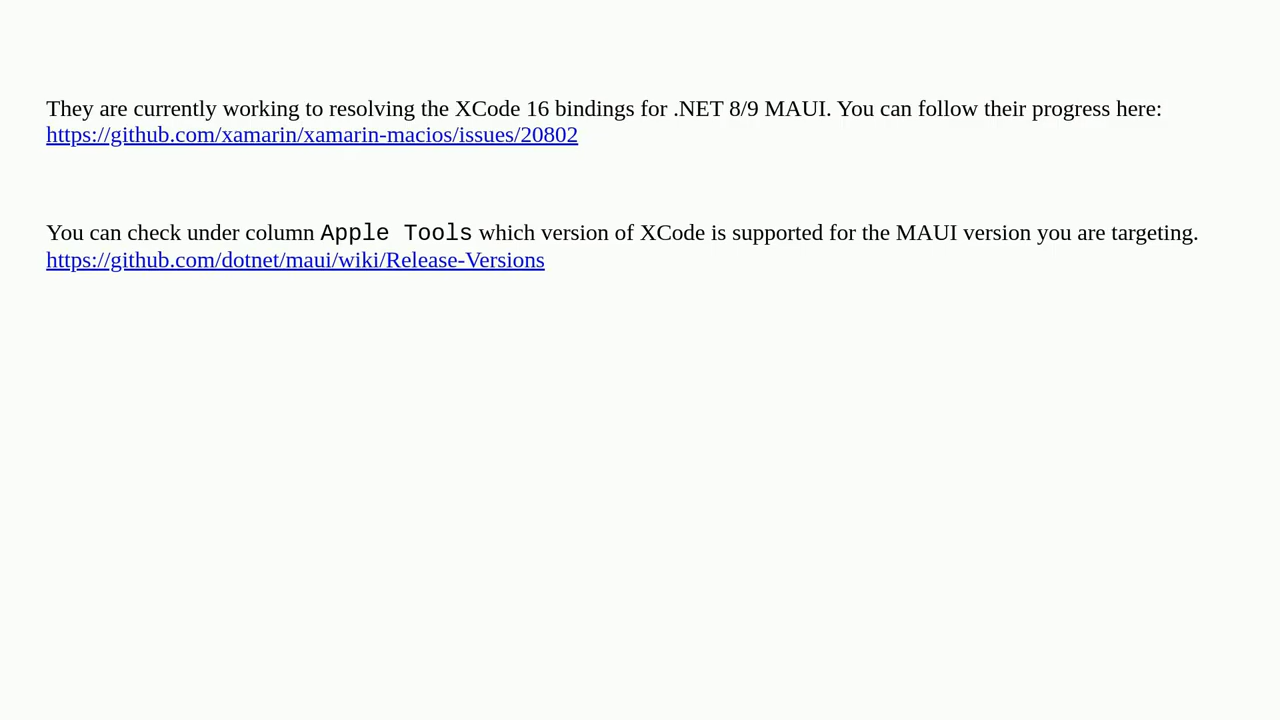 They are currently working to resolving the XCode 16 bindings for .NET 8/9 MAUI. You can follow their progress here:
https://github.com/xamarin/xamarin-macios/issues/20802
You can check under column Apple Tools which version of XCode is supported for the MAUI version you are targeting.
https://github.com/dotnet/maui/wiki/Release-Versions